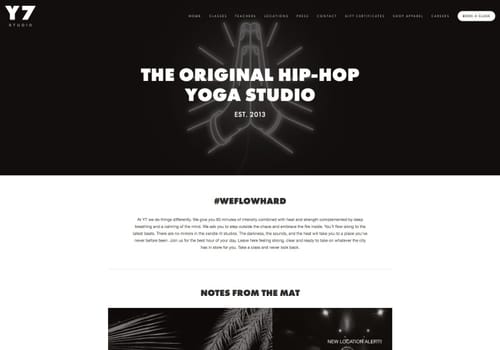 Y7
STUDIO
HOME CLASSES TEACHERS LOCATIONS PRESS CONTACT GIFT CERTIFICATES SHOP APPAREL CAREERS BOOK A CLASS
THE ORIGINAL HIP-HOP
YOGA STUDIO
EST. 2013
#WEFLOWHARD
At Y7 we do things differently. We give you 60 minutes of intensity combined with heat and strength complemented by deep
breathing and a calming of the mind. We ask you to step outside the chaos and embrace the fire inside. You'll flow along to the
latest beats. There are no mirrors in the candle lit studios. The darkness, the sounds, and the heat will take you to a place you've
never before been. Join us for the best hour of your day. Leave here feeling strong, clear and ready to take on whatever the city
has in store for you. Take a class and never look back.
NOTES FROM THE MAT
NEW LOCATION ALERT!!